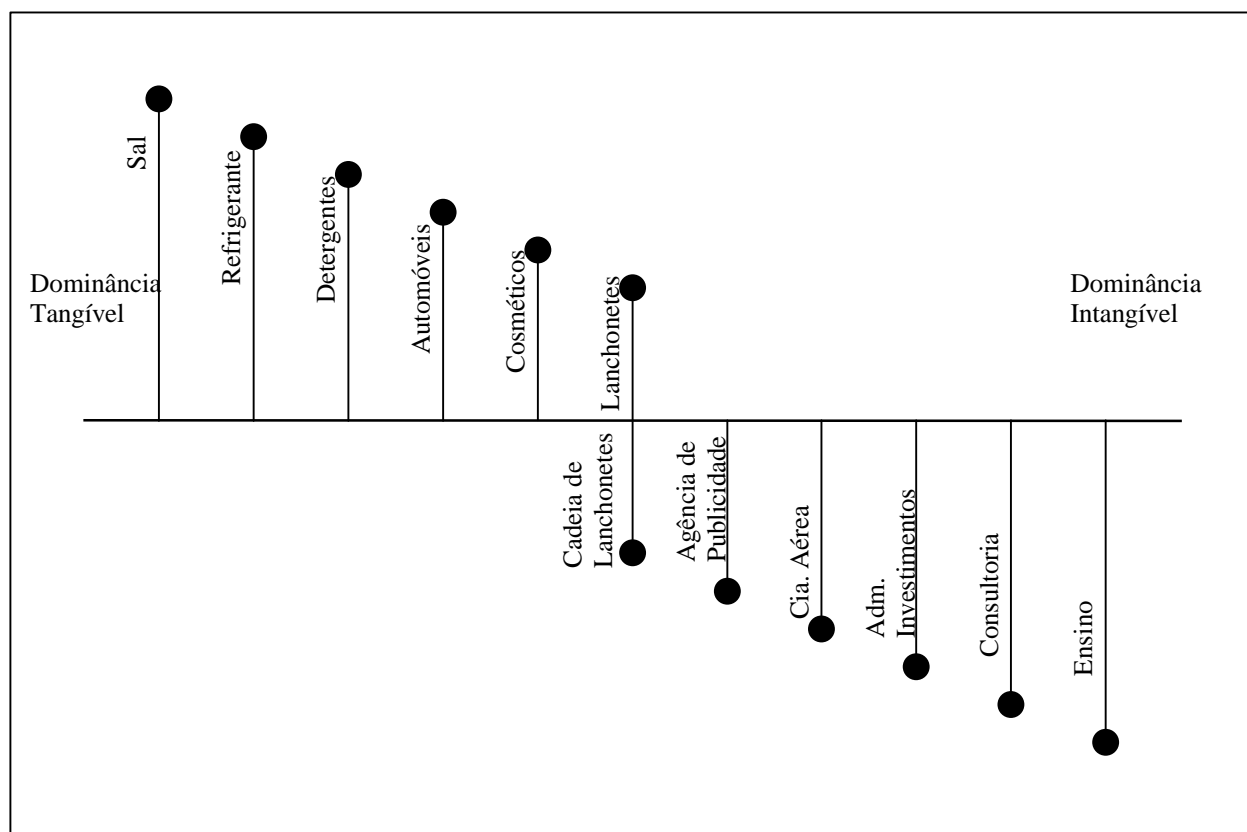 Sal
Refrigerante
Detergentes
Automóveis
Cosméticos
Lanchonetes
Dominância
Tangível
Dominância
Intangível
Cadeia de
Lanchonetes
Agência de
Publicidade
Cia. Aérea
Adm.
Investimentos
Consultoria
Ensino